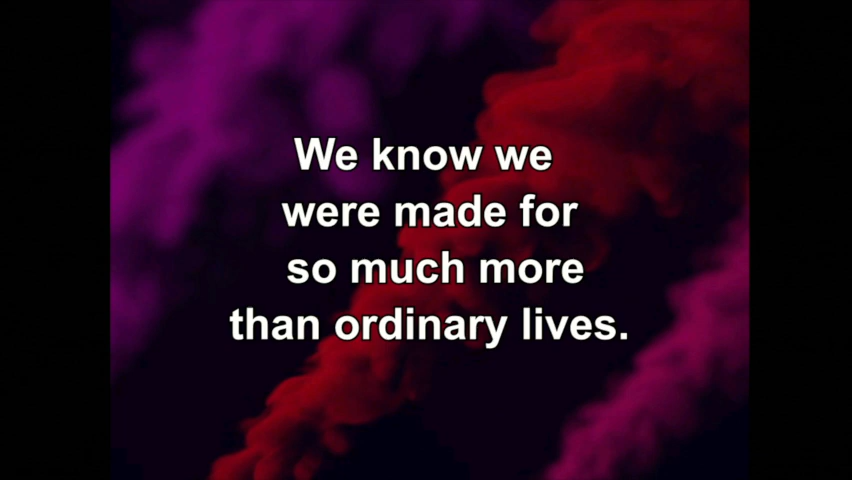 We know we
were made for
so much more
than ordinary lives.